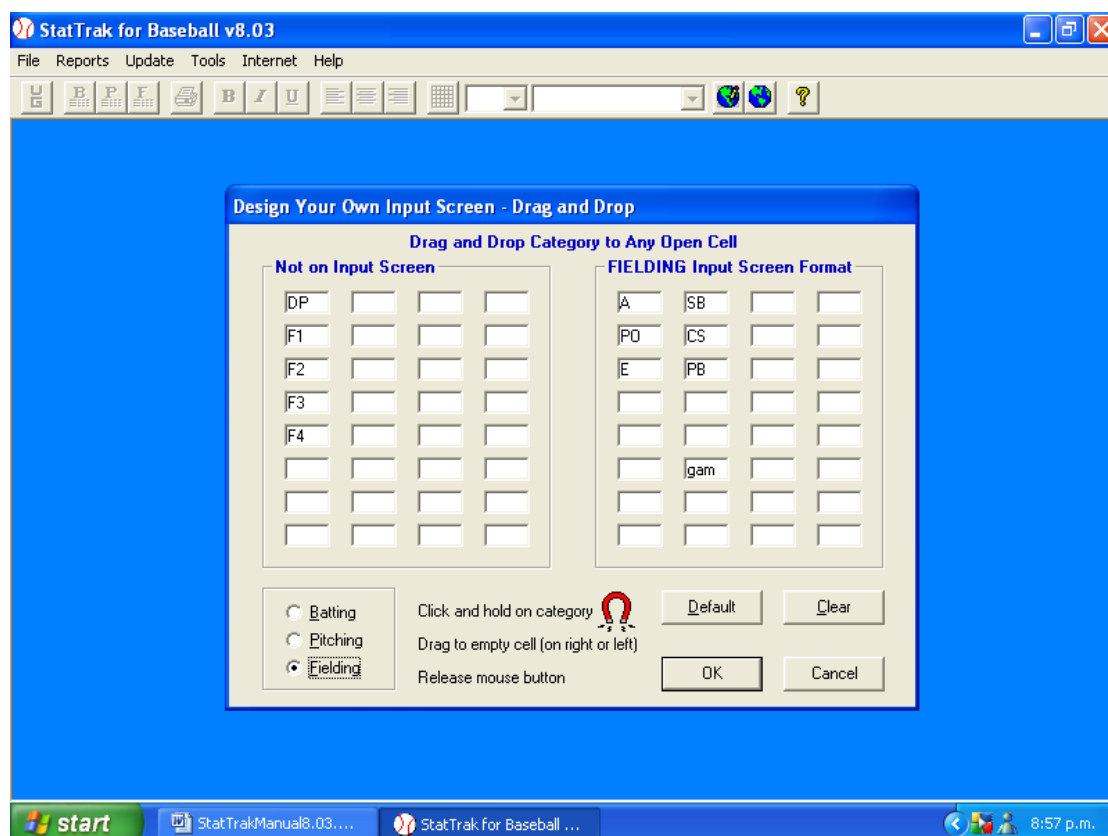 StatTrak for Baseball v8.03
File Reports Update Tools Internet Help
U G B P F B I U ?
Design Your Own Input Screen - Drag and Drop
Drag and Drop Category to Any Open Cell
Not on Input Screen FIELDING Input Screen Format
DP A SB
F1 PO CS
F2 E PB
F3
F4
gam
Batting Click and hold on category Default Clear
Pitching Drag to empty cell (on right or left)
Fielding Release mouse button OK Cancel
start StatTrakManual8.03.... StatTrak for Baseball ... 8:57 p.m.